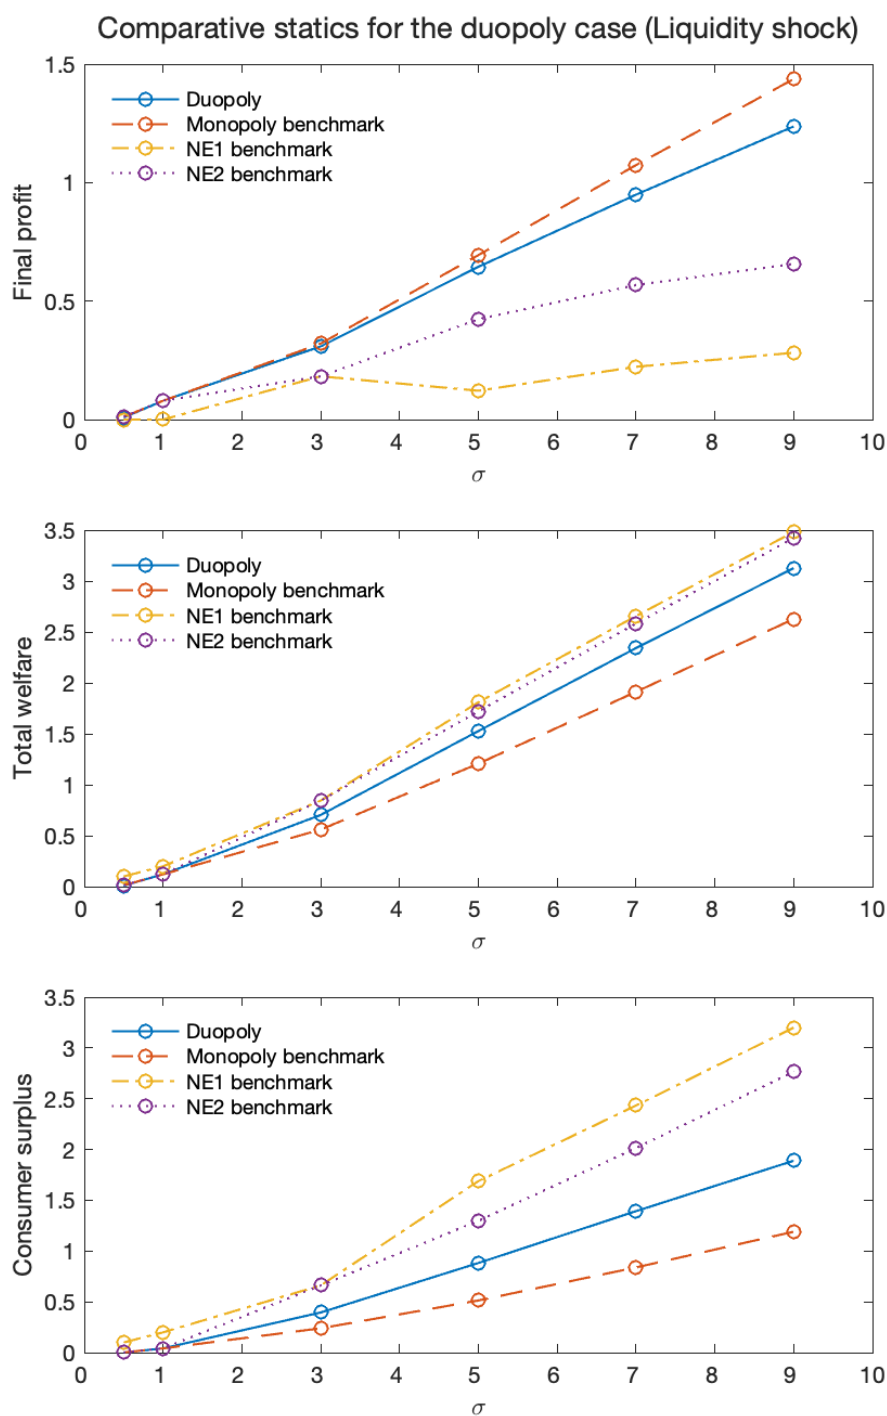 Comparative statics for the duopoly case (Liquidity shock)
1.5
1
0.5
0
Final profit
Duopoly
Monopoly benchmark
NE1 benchmark
NE2 benchmark
0 1 2 3 4 5 6 7 8 9 10
σ
3.5
3
2.5
2
1.5
1
0.5
0
Total welfare
Duopoly
Monopoly benchmark
NE1 benchmark
NE2 benchmark
0 1 2 3 4 5 6 7 8 9 10
σ
3.5
3
2.5
2
1.5
1
0.5
0
Consumer surplus
Duopoly
Monopoly benchmark
NE1 benchmark
NE2 benchmark
0 1 2 3 4 5 6 7 8 9 10
σ